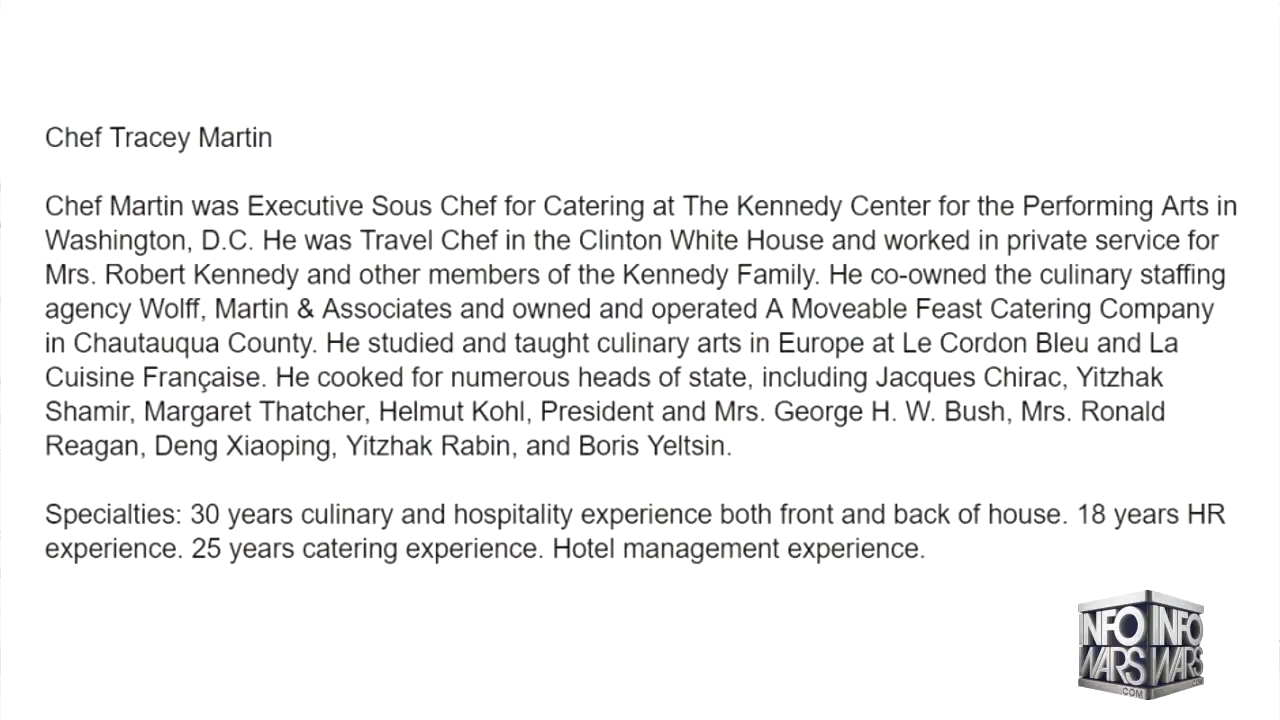 Chef Tracey Martin
Chef Martin was Executive Sous Chef for Catering at The Kennedy Center for the Performing Arts in
Washington, D.C. He was Travel Chef in the Clinton White House and worked in private service for
Mrs. Robert Kennedy and other members of the Kennedy Family. He co-owned the culinary staffing
agency Wolff, Martin & Associates and owned and operated A Moveable Feast Catering Company
in Chautauqua County. He studied and taught culinary arts in Europe at Le Cordon Bleu and La
Cuisine Française. He cooked for numerous heads of state, including Jacques Chirac, Yitzhak
Shamir, Margaret Thatcher, Helmut Kohl, President and Mrs. George H. W. Bush, Mrs. Ronald
Reagan, Deng Xiaoping, Yitzhak Rabin, and Boris Yeltsin.
Specialties: 30 years culinary and hospitality experience both front and back of house. 18 years HR
experience. 25 years catering experience. Hotel management experience.
INFO INFO
WARS WARS
.COM .COM